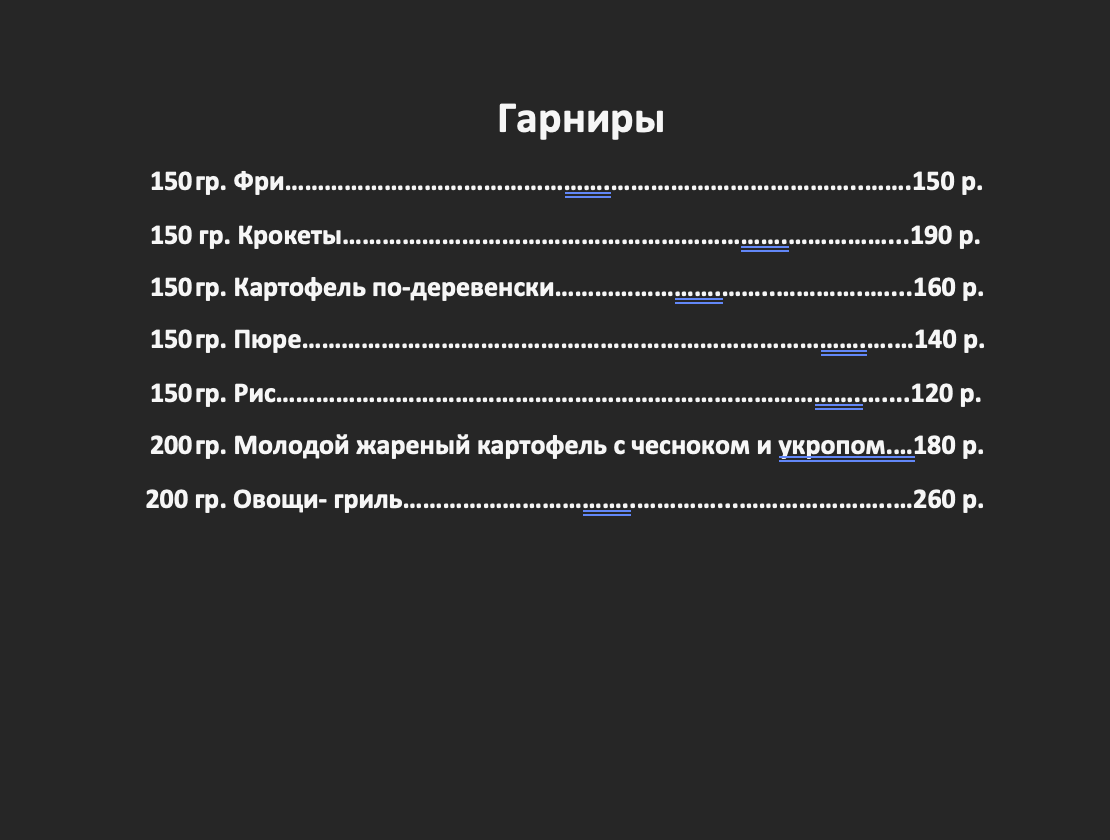 Гарниры
150 гр. Фри……………………………………………………………………………….…….150 р.
150 гр. Крокеты………………………………………………………………………...190 р.
150 гр. Картофель по-деревенски……………………………………………....160 р.
150 гр. Пюре………………………………………………………………………….….…140 р.
150 гр. Рис…………………………………………………………………………….…....120 р.
200 гр. Молодой жареный картофель с чесноком и укропом.…180 р.
200 гр. Овощи- гриль…………………………………………………………………..…260 р.